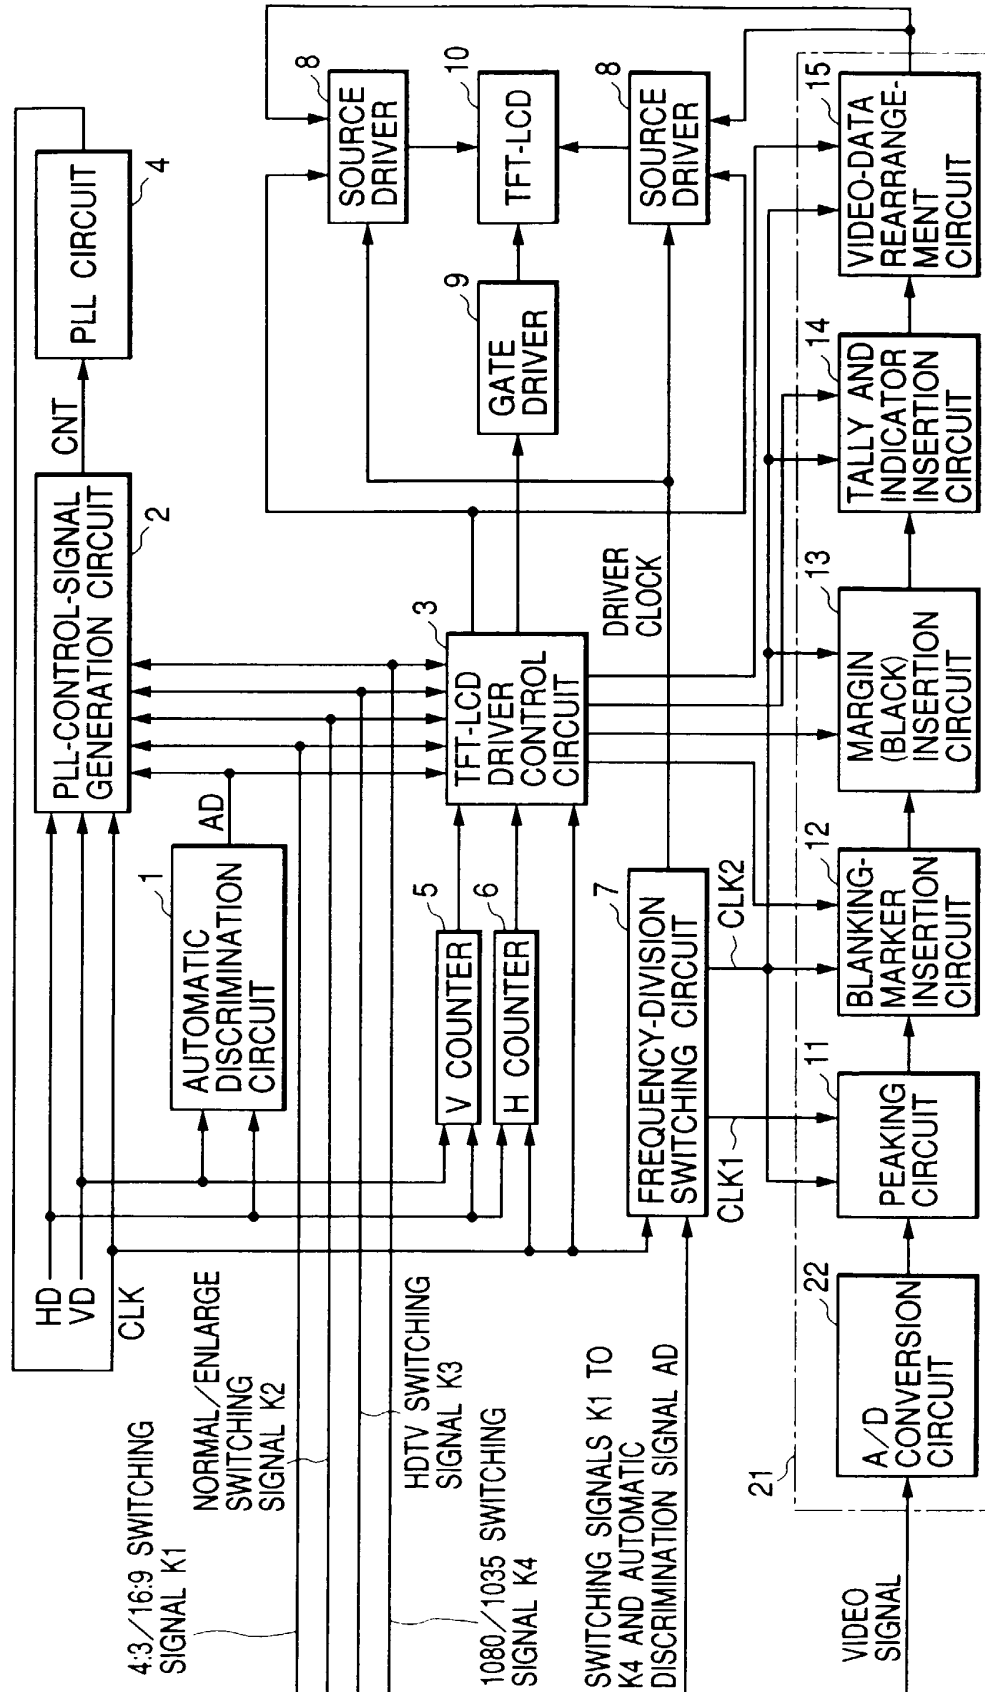 HD
VD
CLK
PLL-CONTROL-SIGNAL
GENERATION CIRCUIT
2
CNT
PLL CIRCUIT
4
AUTOMATIC
DISCRIMINATION
CIRCUIT
1
AD
4:3/16:9 SWITCHING
SIGNAL K1
NORMAL/ENLARGE
SWITCHING
SIGNAL K2
HDTV SWITCHING
SIGNAL K3
1080/1035 SWITCHING
SIGNAL K4
V COUNTER
5
H COUNTER
6
TFT-LCD
DRIVER
CONTROL
CIRCUIT
3
GATE
DRIVER
9
SOURCE
DRIVER
8
TFT-LCD
10
SOURCE
DRIVER
8
SWITCHING SIGNALS K1 TO
K4 AND AUTOMATIC
DISCRIMINATION SIGNAL AD
FREQUENCY-DIVISION
SWITCHING CIRCUIT
7
DRIVER
CLOCK
CLK1
CLK2
21
VIDEO
SIGNAL
A/D
CONVERSION
CIRCUIT
22
PEAKING
CIRCUIT
11
BLANKING-
MARKER
INSERTION
CIRCUIT
12
MARGIN
(BLACK)
INSERTION
CIRCUIT
13
TALLY AND
INDICATOR
INSERTION
CIRCUIT
14
VIDEO-DATA
REARRANGE-
MENT
CIRCUIT
15